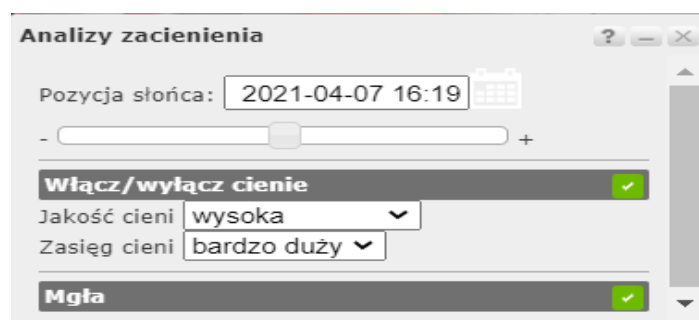 Analizy zacienienia ? – ×
Pozycja słońca: 2021-04-07 16:19
- +
Włącz/wyłącz cienie
Jakość cieni wysoka
Zasięg cieni bardzo duży
Mgła